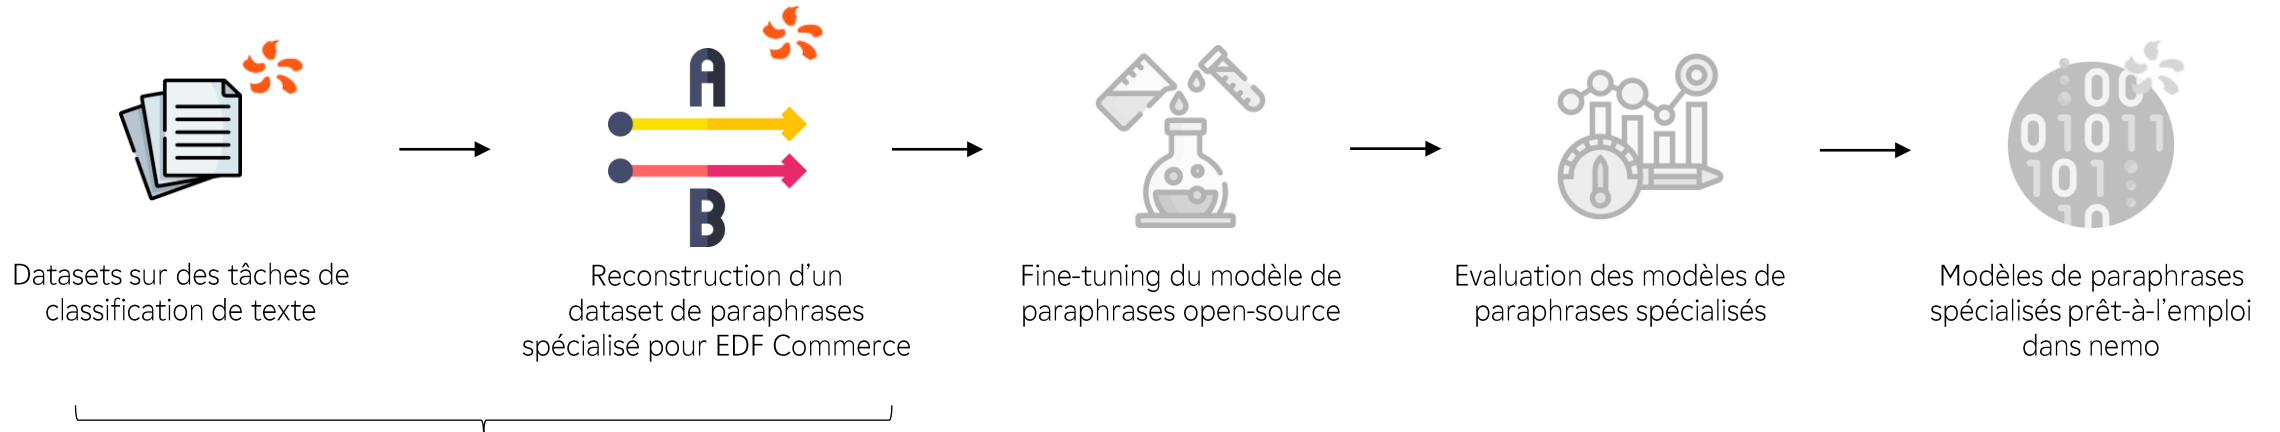 A
B
00
01011
101
10
Datasets sur des tâches de
classification de texte
Reconstruction d’un
dataset de paraphrases
spécialisé pour EDF Commerce
Fine-tuning du modèle de
paraphrases open-source
Evaluation des modèles de
paraphrases spécialisés
Modèles de paraphrases
spécialisés prêt-à-l’emploi
dans nemo